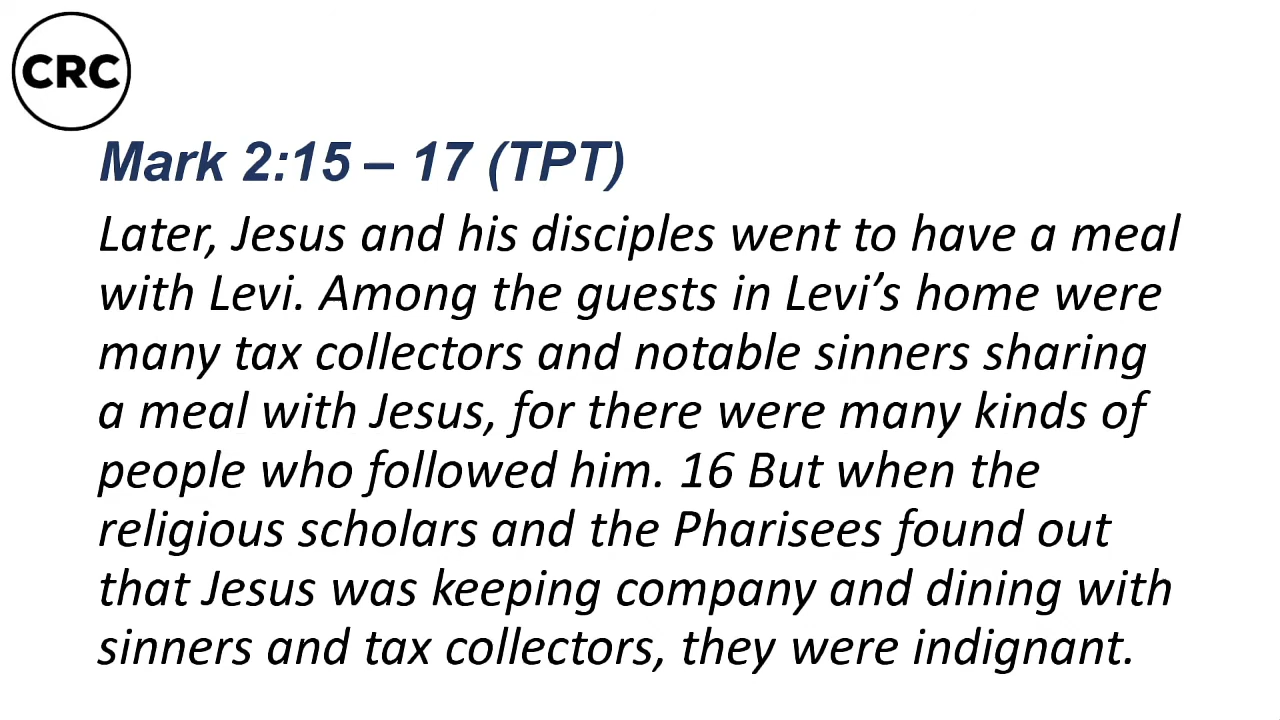 CRC
Mark 2:15 – 17 (TPT)
Later, Jesus and his disciples went to have a meal
with Levi. Among the guests in Levi’s home were
many tax collectors and notable sinners sharing
a meal with Jesus, for there were many kinds of
people who followed him. 16 But when the
religious scholars and the Pharisees found out
that Jesus was keeping company and dining with
sinners and tax collectors, they were indignant.